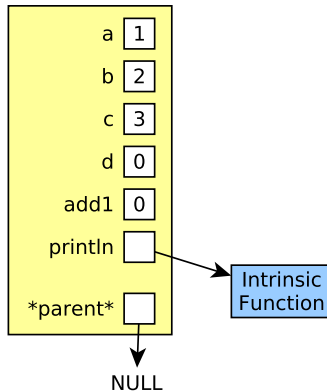 a 1
b 2
c 3
d 0
add1 0
println
Intrinsic
Function
*parent*
NULL